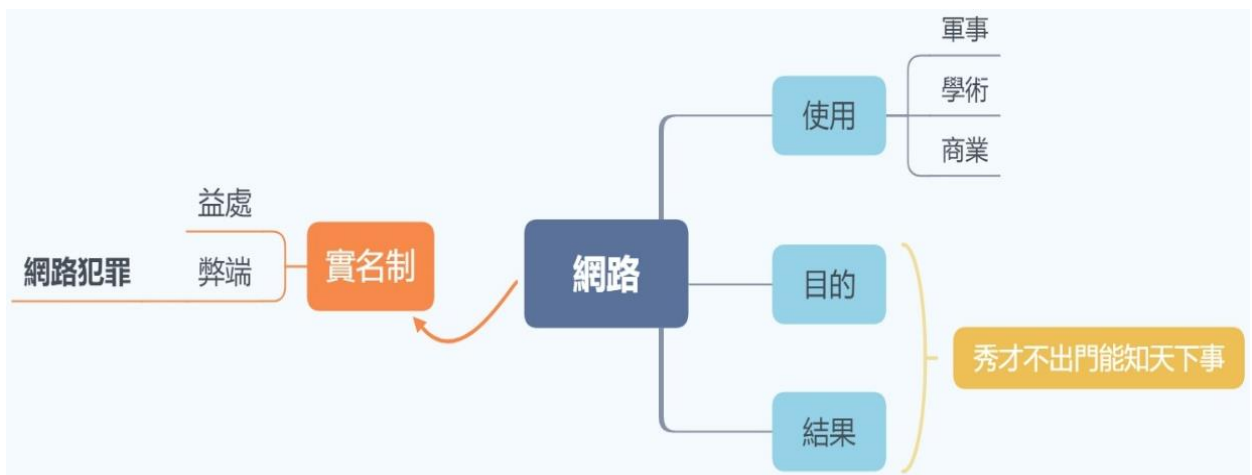 網路
使用
軍事
學術
商業
目的
結果
秀才不出門能知天下事
實名制
益處
弊端
網路犯罪